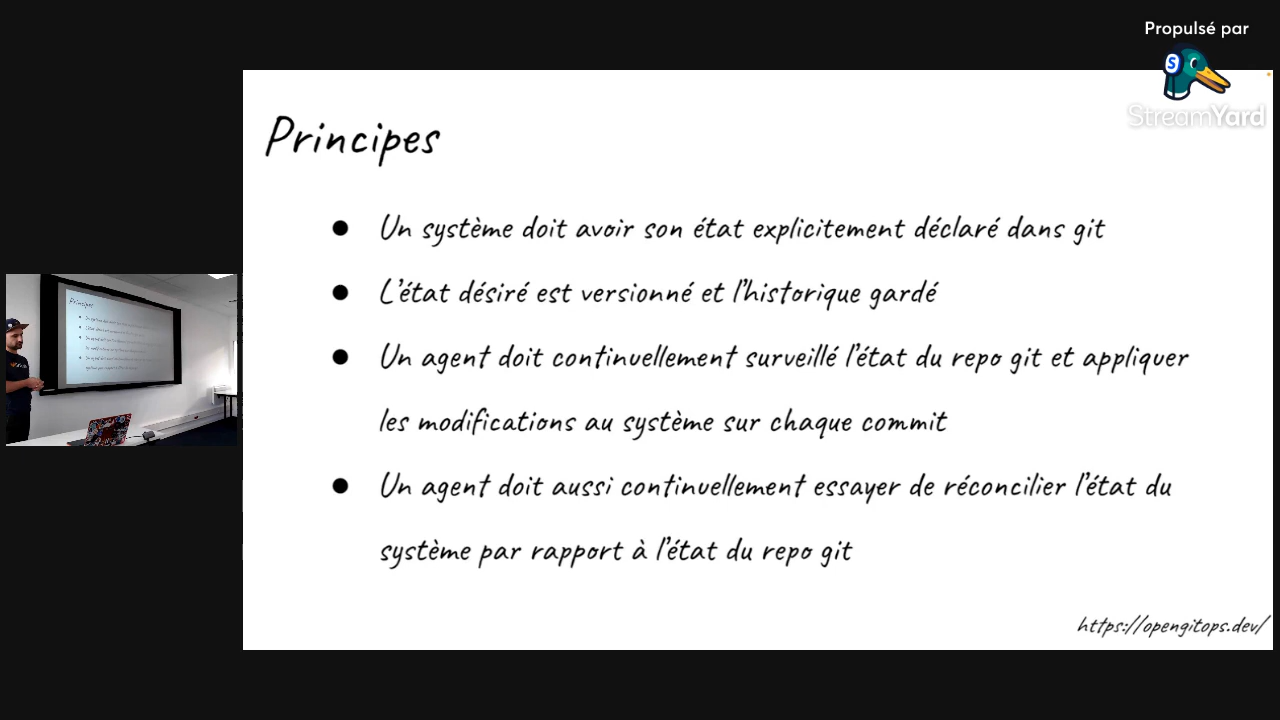 Propulsé par
StreamYard
Principes
● Un système doit avoir son état explicitement déclaré dans git
● L'état désiré est versionné et l'historique gardé
● Un agent doit continuellement surveillé l'état du repo git et appliquer
les modifications au système sur chaque commit
● Un agent doit aussi continuellement essayer de réconcilier l'état du
système par rapport à l'état du repo git
https://opengitops.dev/
Principes